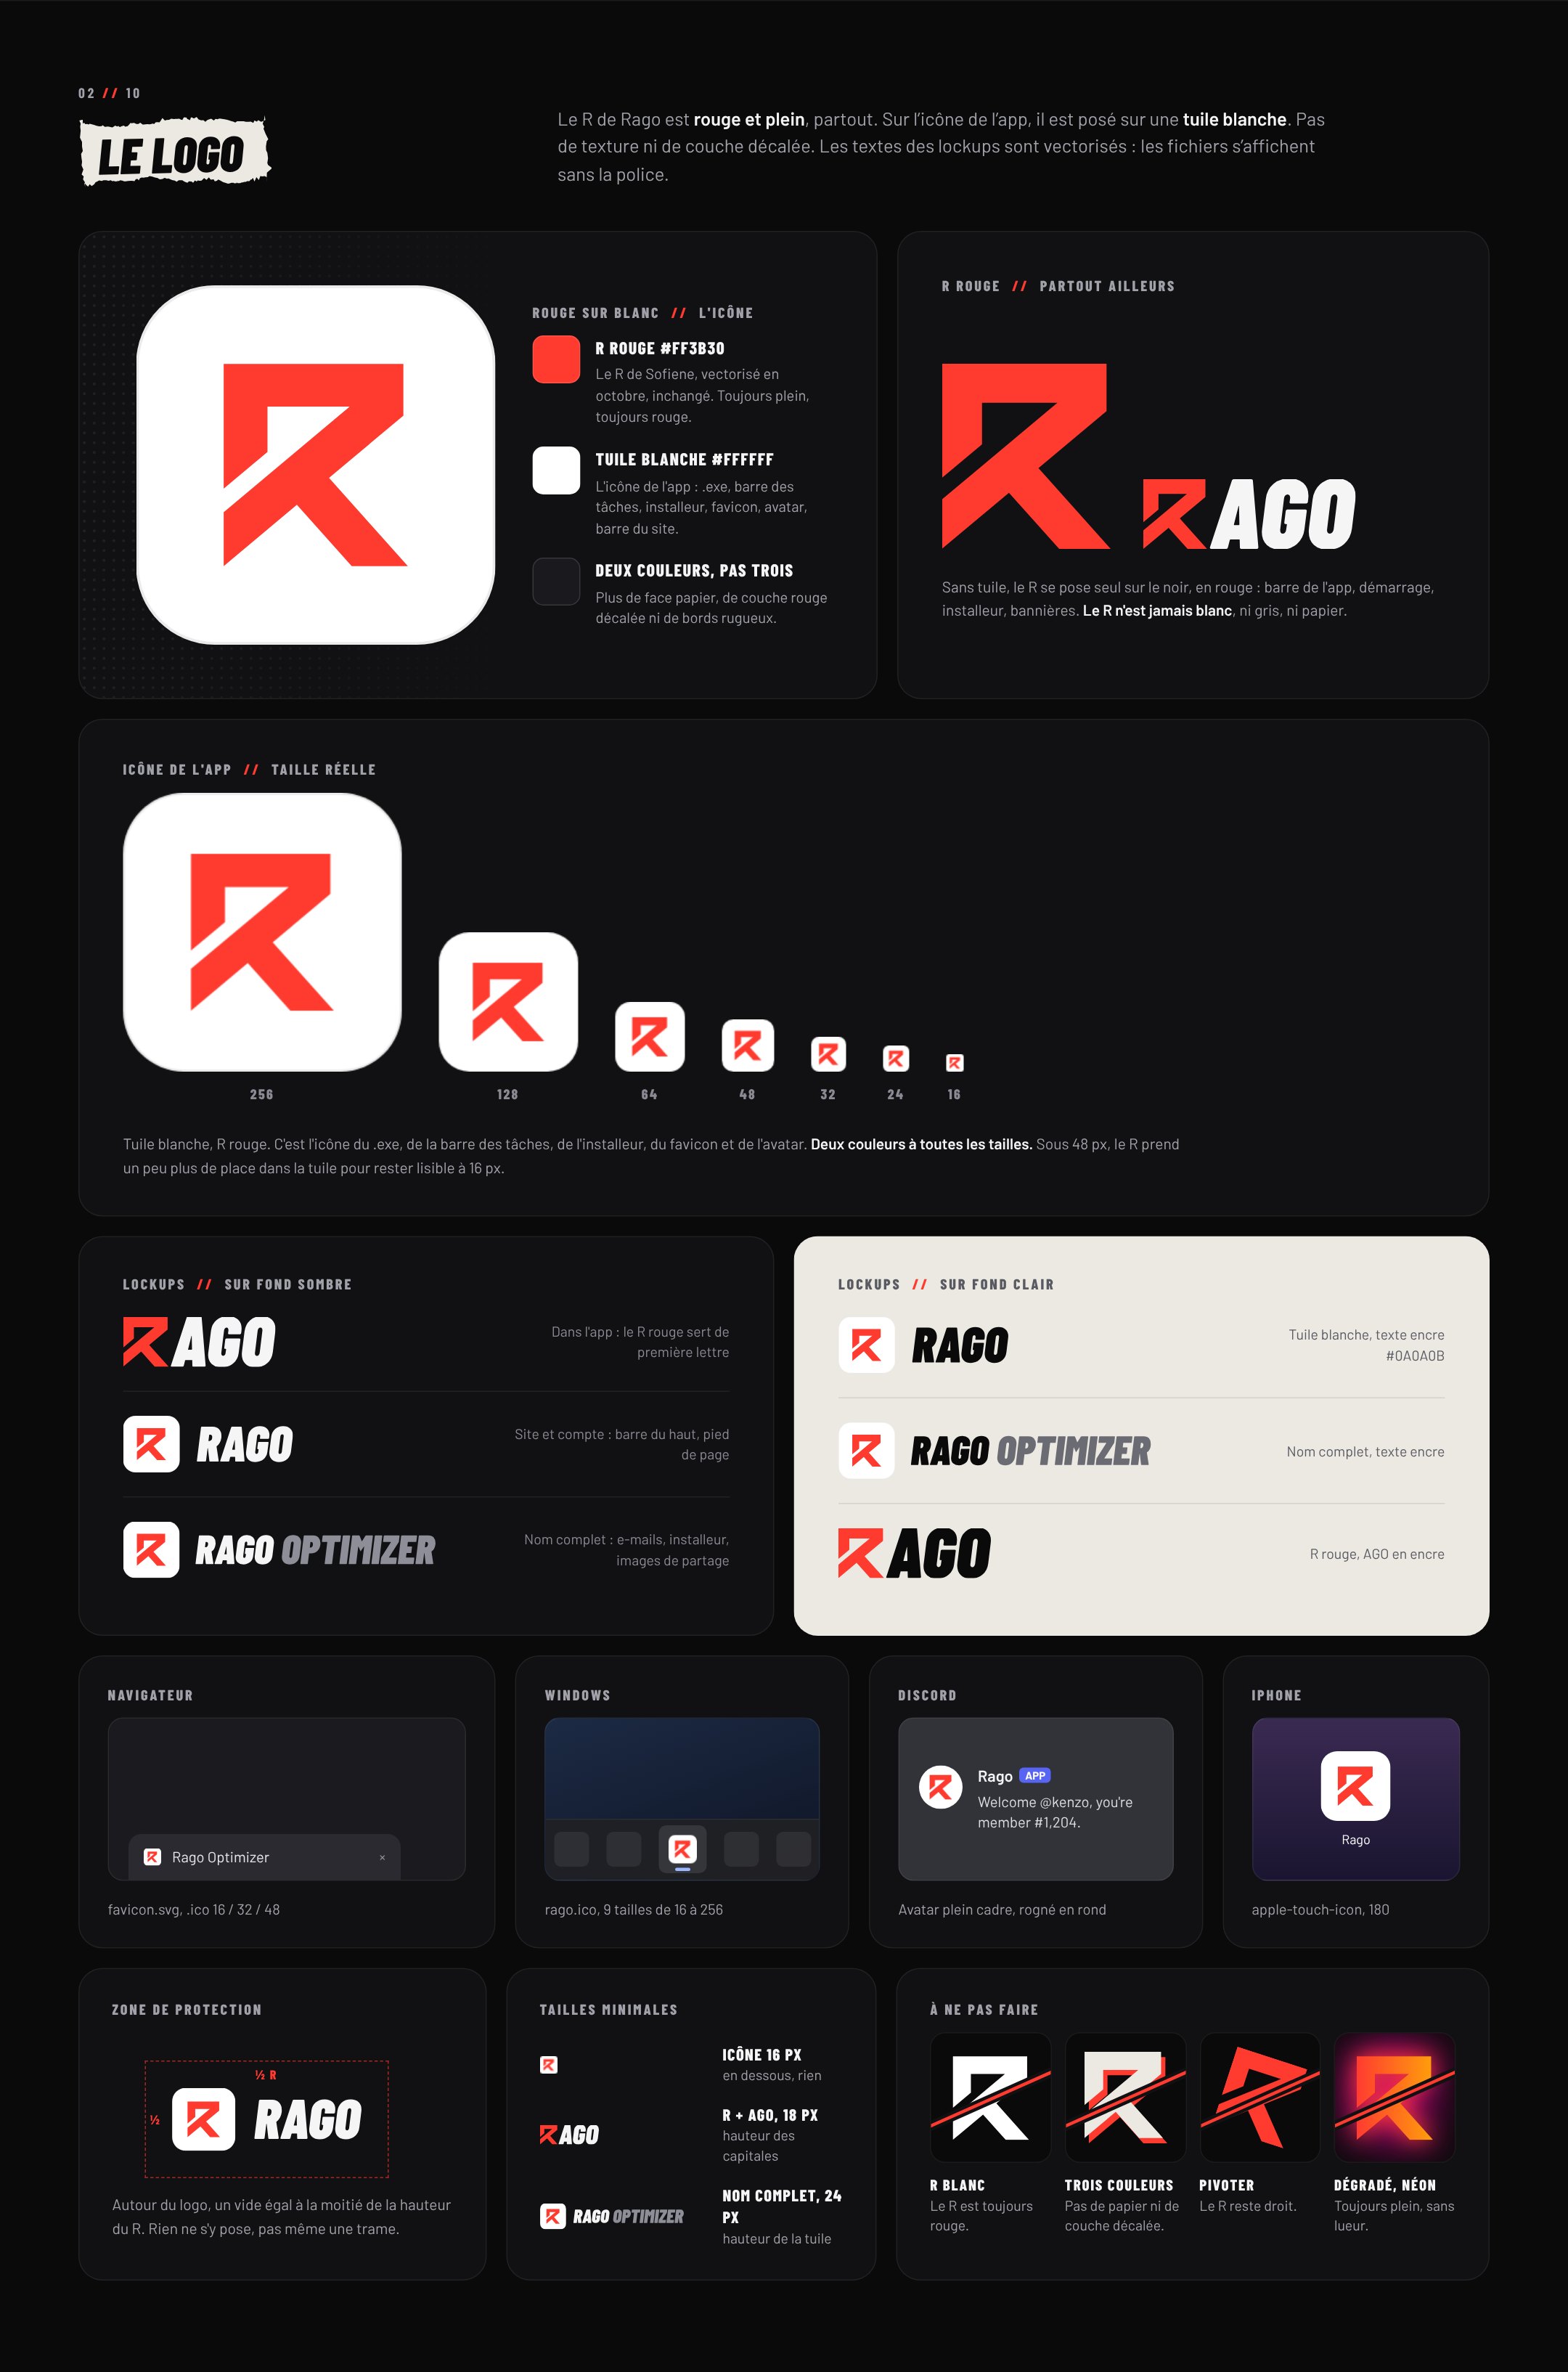 02 // 10
LE LOGO
Le R de Rago est rouge et plein, partout. Sur l’icône de l’app, il est posé sur une tuile blanche. Pas
de texture ni de couche décalée. Les textes des lockups sont vectorisés : les fichiers s’affichent
sans la police.
ROUGE SUR BLANC // L'ICÔNE
R ROUGE #FF3B30
Le R de Sofiene, vectorisé en
octobre, inchangé. Toujours plein,
toujours rouge.
TUILE BLANCHE #FFFFFF
L'icône de l'app : .exe, barre des
tâches, installeur, favicon, avatar,
barre du site.
DEUX COULEURS, PAS TROIS
Plus de face papier, de couche rouge
décalée ni de bords rugueux.
R ROUGE // PARTOUT AILLEURS
RAGO
Sans tuile, le R se pose seul sur le noir, en rouge : barre de l'app, démarrage,
installeur, bannières. Le R n'est jamais blanc, ni gris, ni papier.
ICÔNE DE L'APP // TAILLE RÉELLE
256
128
64
48
32
24
16
Tuile blanche, R rouge. C'est l'icône du .exe, de la barre des tâches, de l'installeur, du favicon et de l'avatar. Deux couleurs à toutes les tailles. Sous 48 px, le R prend
un peu plus de place dans la tuile pour rester lisible à 16 px.
LOCKUPS // SUR FOND SOMBRE
RAGO
Dans l'app : le R rouge sert de
première lettre
RAGO
Site et compte : barre du haut, pied
de page
RAGO OPTIMIZER
Nom complet : e-mails, installeur,
images de partage
LOCKUPS // SUR FOND CLAIR
RAGO
Tuile blanche, texte encre
#0A0A0B
RAGO OPTIMIZER
Nom complet, texte encre
RAGO
R rouge, AGO en encre
NAVIGATEUR
Rago Optimizer ×
favicon.svg, .ico 16 / 32 / 48
WINDOWS
rago.ico, 9 tailles de 16 à 256
DISCORD
Rago APP
Welcome @kenzo, you're
member #1,204.
Avatar plein cadre, rogné en rond
IPHONE
Rago
apple-touch-icon, 180
ZONE DE PROTECTION
½ R
½
RAGO
Autour du logo, un vide égal à la moitié de la hauteur
du R. Rien ne s'y pose, pas même une trame.
TAILLES MINIMALES
ICÔNE 16 PX
en dessous, rien
RAGO
R + AGO, 18 PX
hauteur des
capitales
RAGO OPTIMIZER
NOM COMPLET, 24
PX
hauteur de la tuile
À NE PAS FAIRE
R BLANC
Le R est toujours
rouge.
TROIS COULEURS
Pas de papier ni de
couche décalée.
PIVOTER
Le R reste droit.
DÉGRADÉ, NÉON
Toujours plein, sans
lueur.